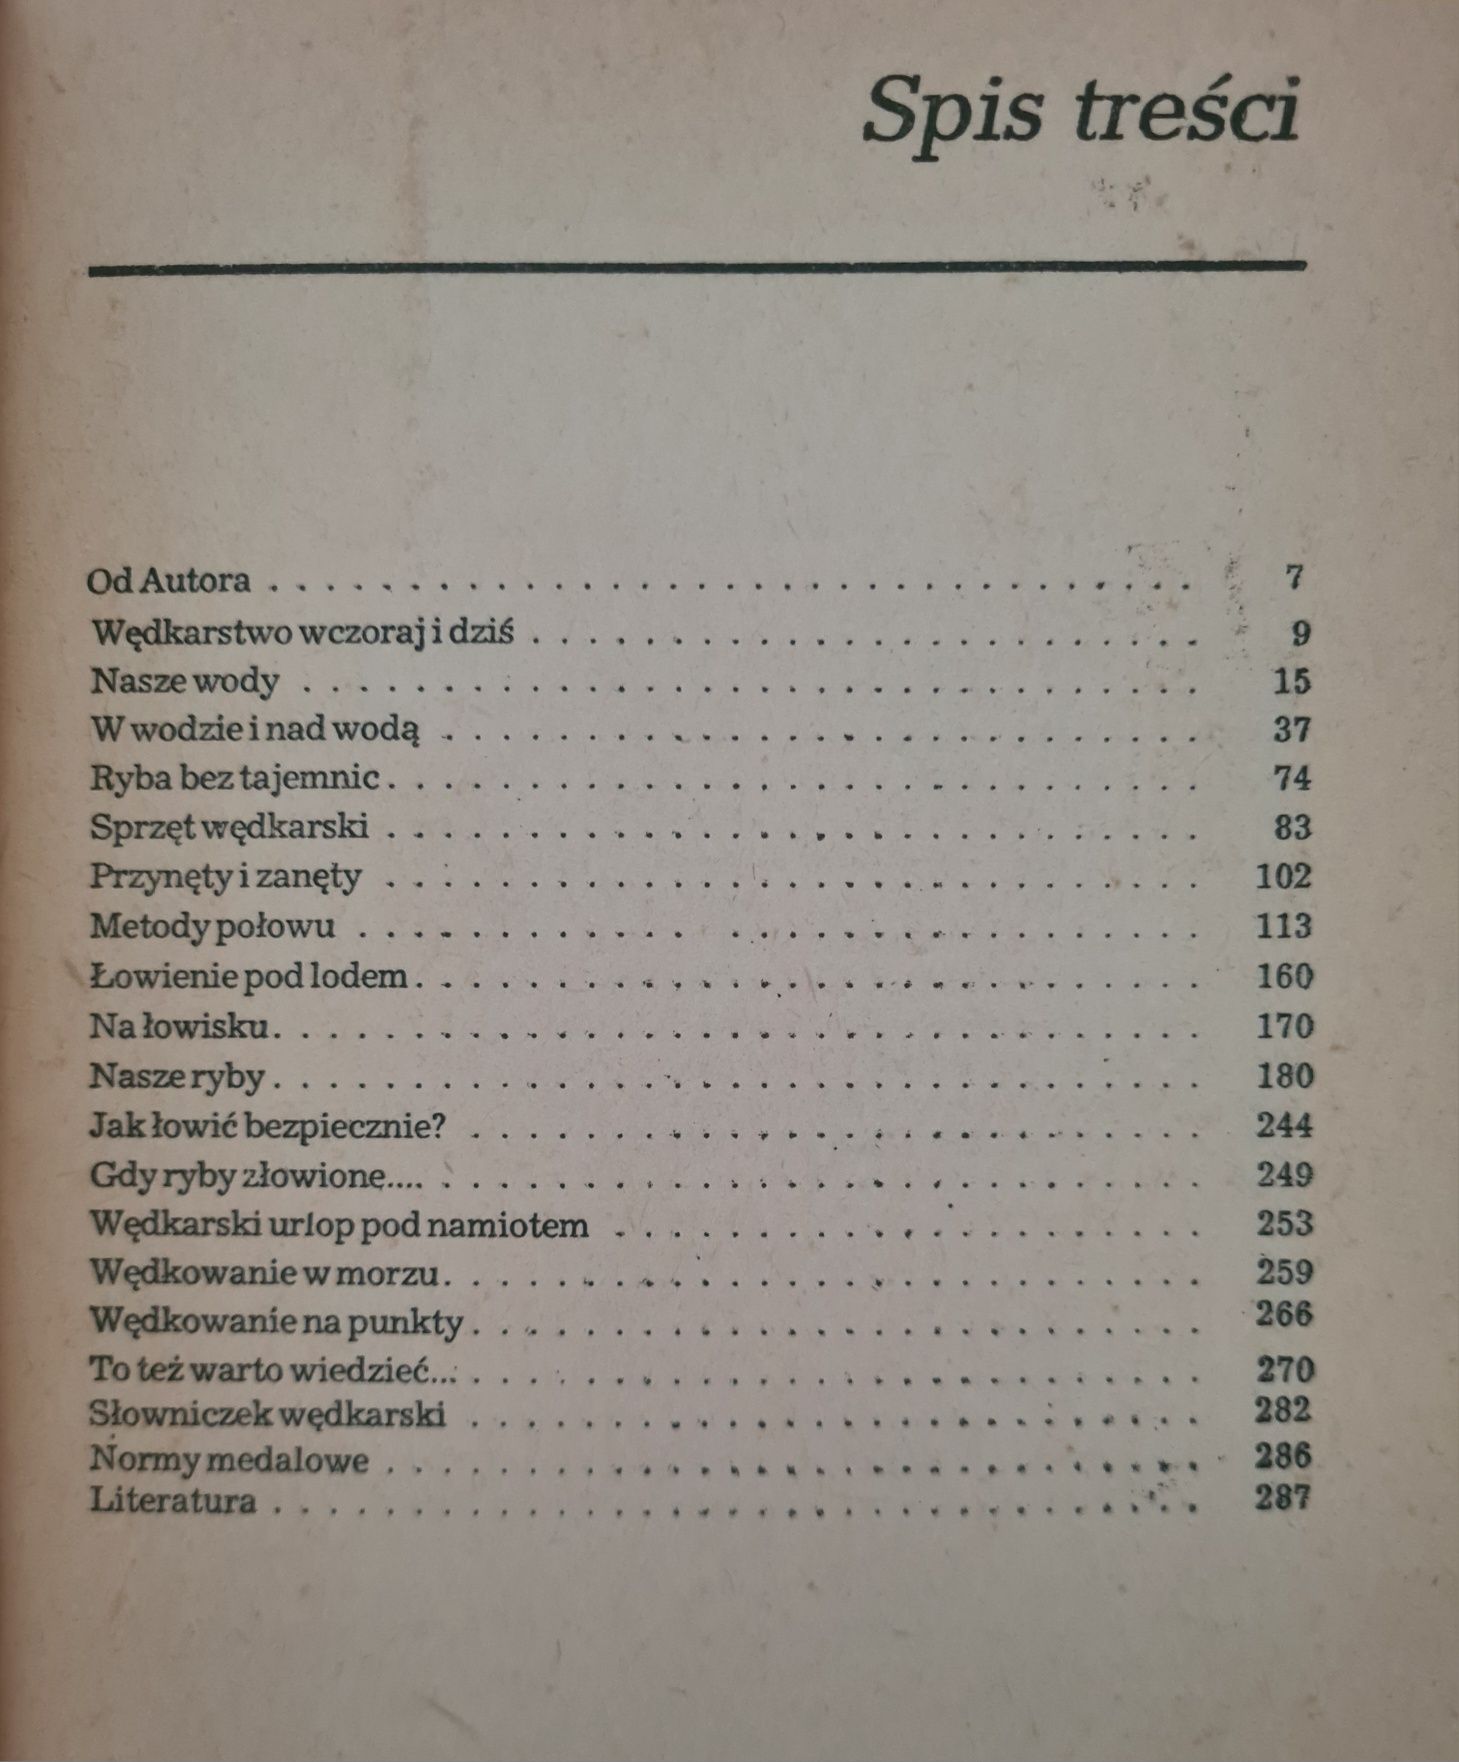 Spis treści
Od Autora . . . . . . . . . . . . . . . . . . . . . . . . . . . . . . . . . 7
Wędkarstwo wczoraj i dziś . . . . . . . . . . . . . . . . . . . . . . . . 9
Nasze wody . . . . . . . . . . . . . . . . . . . . . . . . . . . . . . . . 15
W wodzie i nad wodą . . . . . . . . . . . . . . . . . . . . . . . . . . . 37
Ryba bez tajemnic . . . . . . . . . . . . . . . . . . . . . . . . . . . . . 74
Sprzęt wędkarski . . . . . . . . . . . . . . . . . . . . . . . . . . . . . 83
Przynęty i zanęty . . . . . . . . . . . . . . . . . . . . . . . . . . . . . 102
Metody połowu . . . . . . . . . . . . . . . . . . . . . . . . . . . . . 113
Łowienie pod lodem . . . . . . . . . . . . . . . . . . . . . . . . . . . . 160
Na łowisku . . . . . . . . . . . . . . . . . . . . . . . . . . . . . . . . . 170
Nasze ryby . . . . . . . . . . . . . . . . . . . . . . . . . . . . . . . . . 180
Jak łowić bezpiecznie? . . . . . . . . . . . . . . . . . . . . . . . . . . 244
Gdy ryby złowione.... . . . . . . . . . . . . . . . . . . . . . . . . . . . 249
Wędkarski urlop pod namiotem . . . . . . . . . . . . . . . . . . . . . 253
Wędkowanie w morzu . . . . . . . . . . . . . . . . . . . . . . . . . . . 259
Wędkowanie na punkty . . . . . . . . . . . . . . . . . . . . . . . . . . 266
To też warto wiedzieć... . . . . . . . . . . . . . . . . . . . . . . . . . . 270
Słowniczek wędkarski . . . . . . . . . . . . . . . . . . . . . . . . . . 282
Normy medalowe . . . . . . . . . . . . . . . . . . . . . . . . . . . . . 286
Literatura . . . . . . . . . . . . . . . . . . . . . . . . . . . . . . . . . 287